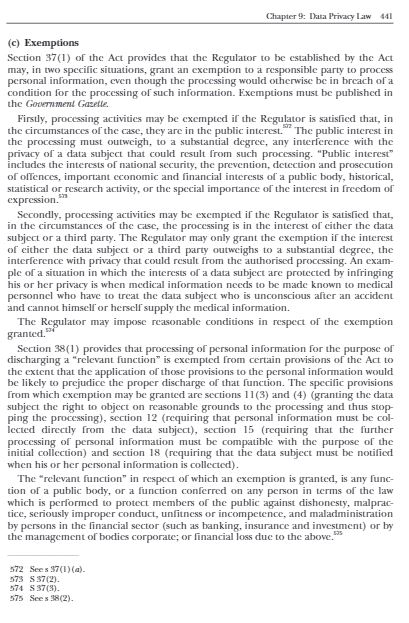 Chapter 9: Data Privacy Law 441
(c) Exemptions
Section 37(1) of the Act provides that the Regulator to be established by the Act
may, in two specific situations, grant an exemption to a responsible party to process
personal information, even though the processing would otherwise be in breach of a
condition for the processing of such information. Exemptions must be published in
the Government Gazette.
Firstly, processing activities may be exempted if the Regulator is satisfied that, in
the circumstances of the case, they are in the public interest.572 The public interest in
the processing must outweigh, to a substantial degree, any interference with the
privacy of a data subject that could result from such processing. “Public interest”
includes the interests of national security, the prevention, detection and prosecution
of offences, important economic and financial interests of a public body, historical,
statistical or research activity, or the special importance of the interest in freedom of
expression.573
Secondly, processing activities may be exempted if the Regulator is satisfied that,
in the circumstances of the case, the processing is in the interest of either the data
subject or a third party. The Regulator may only grant the exemption if the interest
of either the data subject or a third party outweighs to a substantial degree, the
interference with privacy that could result from the authorised processing. An exam-
ple of a situation in which the interests of a data subject are protected by infringing
his or her privacy is when medical information needs to be made known to medical
personnel who have to treat the data subject who is unconscious after an accident
and cannot himself or herself supply the medical information.
The Regulator may impose reasonable conditions in respect of the exemption
granted.574
Section 38(1) provides that processing of personal information for the purpose of
discharging a “relevant function” is exempted from certain provisions of the Act to
the extent that the application of those provisions to the personal information would
be likely to prejudice the proper discharge of that function. The specific provisions
from which exemption may be granted are sections 11(3) and (4) (granting the data
subject the right to object on reasonable grounds to the processing and thus stop-
ping the processing), section 12 (requiring that personal information must be col-
lected directly from the data subject), section 15 (requiring that the further
processing of personal information must be compatible with the purpose of the
initial collection) and section 18 (requiring that the data subject must be notified
when his or her personal information is collected).
The “relevant function” in respect of which an exemption is granted, is any func-
tion of a public body, or a function conferred on any person in terms of the law
which is performed to protect members of the public against dishonesty, malprac-
tice, seriously improper conduct, unfitness or incompetence, and maladministration
by persons in the financial sector (such as banking, insurance and investment) or by
the management of bodies corporate; or financial loss due to the above.575
572 See s 37(1)(a).
573 S 37(2).
574 S 37(3).
575 See s 38(2).